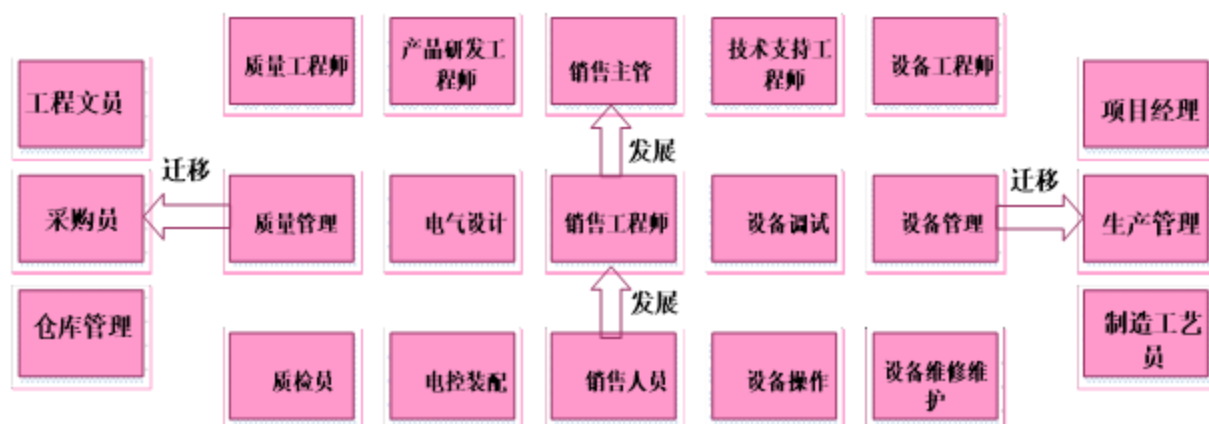 质量工程师
产品研发工
程师
销售主管
技术支持工
程师
设备工程师
工程文员
项目经理
发展
迁移
迁移
采购员
质量管理
电气设计
销售工程师
设备调试
设备管理
生产管理
发展
仓库管理
制造工艺
员
质检员
电控装配
销售人员
设备操作
设备维修维
护